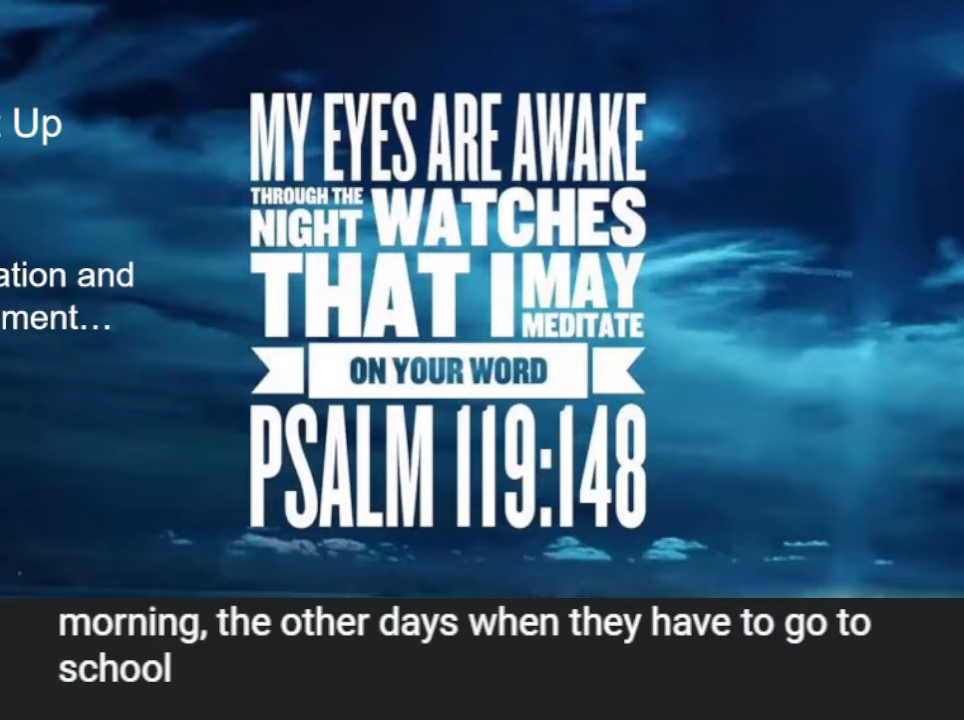 Up
ation and
ment...
MY EYES ARE AWAKE
THROUGH THE
NIGHT WATCHES
THAT I MAY
MEDITATE
ON YOUR WORD
PSALM 119:148
morning, the other days when they have to go to
school